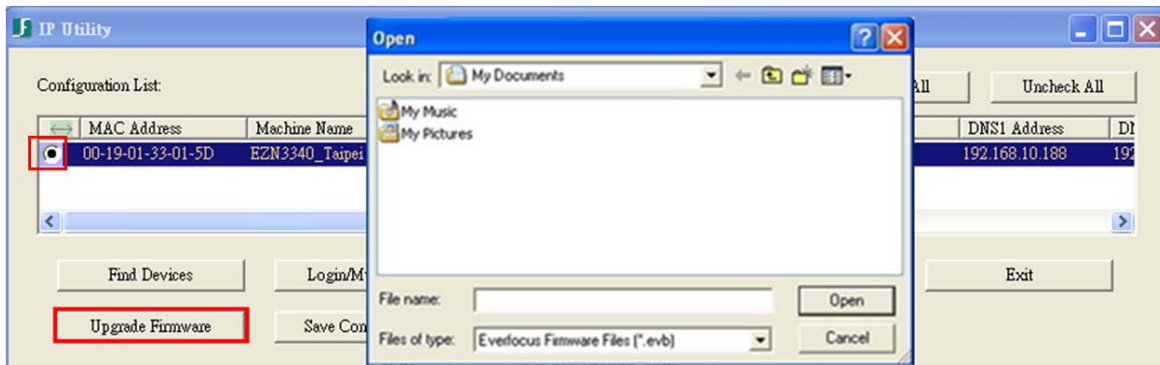 IP Utility
Open
Configuration List:
Look in: My Documents
All
Uncheck All
MAC Address Machine Name
My Music
DNS1 Address
00-19-01-33-01-5D EZN3340_Taipei
My Pictures
192.168.10.188 192
Find Devices
Login/M
Exit
File name:
Open
Upgrade Firmware
Save Con
Files of type: Everfocus Firmware Files (*.evb)
Cancel